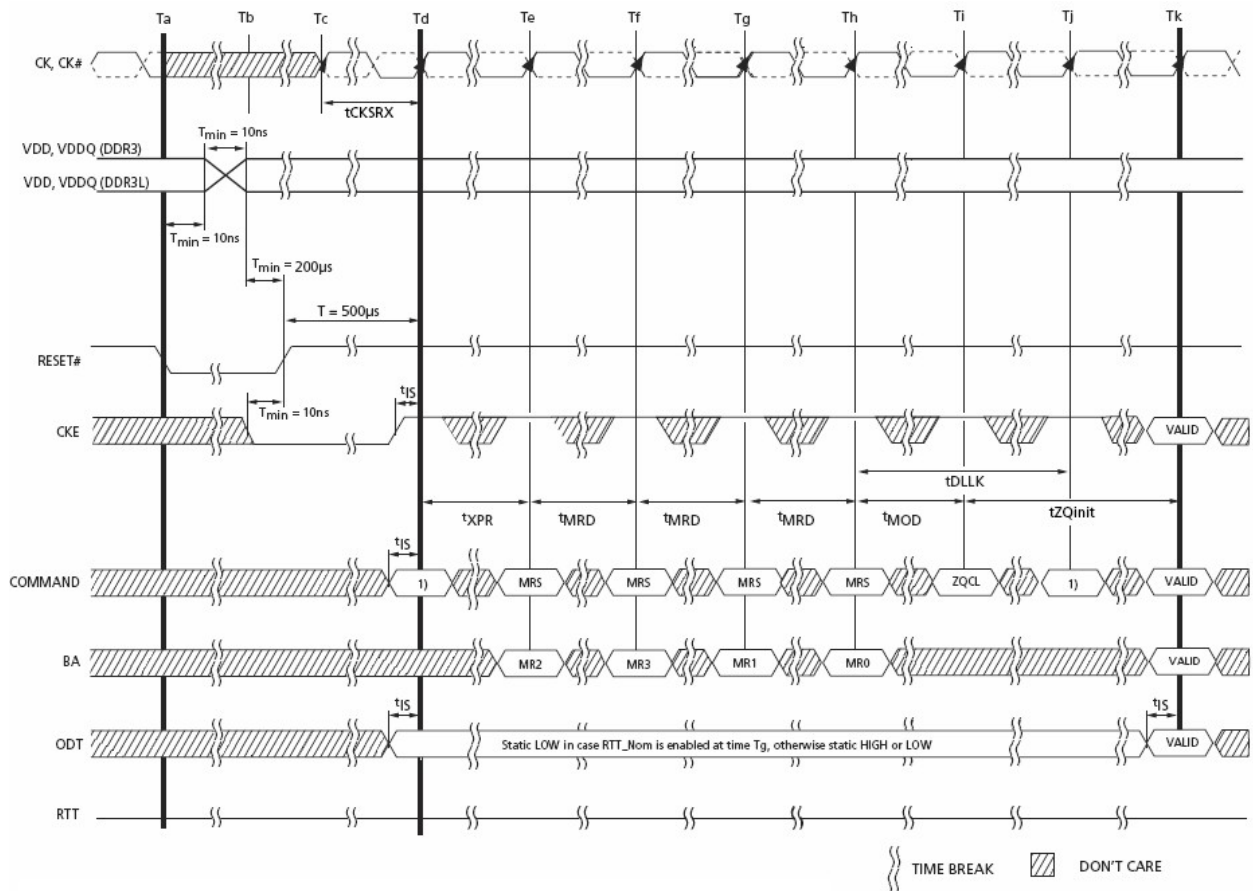 Ta Tb Tc Td Te Tf Tg Th Ti Tj Tk
CK, CK#
tCKSRX
Tmin = 10ns
VDD, VDDQ (DDR3)
VDD, VDDQ (DDR3L)
Tmin = 10ns
Tmin = 200µs
T = 500µs
RESET#
tIS
Tmin = 10ns
CKE
VALID
tDLLK
tXPR tMRD tMRD tMRD tMOD tZQinit
tIS
COMMAND 1) MRS MRS MRS MRS ZQCL 1) VALID
BA MR2 MR3 MR1 MR0 VALID
tIS tIS
ODT Static LOW in case RTT_Nom is enabled at time Tg, otherwise static HIGH or LOW VALID
RTT
TIME BREAK DON'T CARE